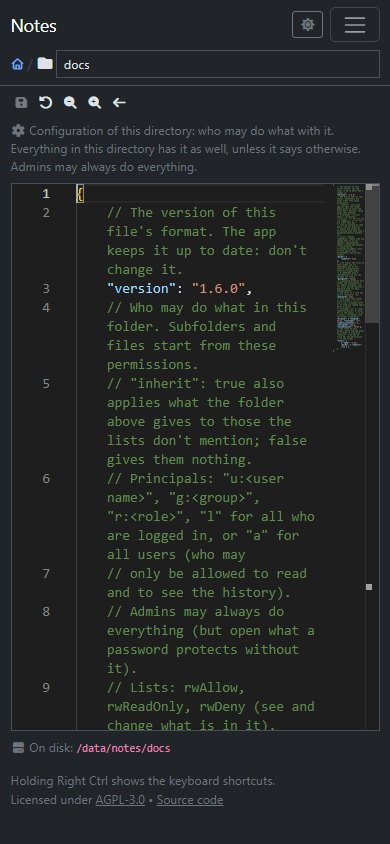 Notes
/ docs
Configuration of this directory: who may do what with it.
Everything in this directory has it as well, unless it says otherwise.
Admins may always do everything.
1 {
2 // The version of this
file's format. The app
keeps it up to date: don't
change it.
3 "version": "1.6.0",
4 // Who may do what in this
folder. Subfolders and
files start from these
permissions.
5 // "inherit": true also
applies what the folder
above gives to those the
lists don't mention; false
gives them nothing.
6 // Principals: "u:<user
name>", "g:<group>",
"r:<role>", "l" for all who
are logged in, or "a" for
all users (who may
7 // only be allowed to read
and to see the history).
8 // Admins may always do
everything (but open what a
password protects without
it).
9 // Lists: rwAllow,
rwReadOnly, rwDeny (see and
change what is in it),
On disk: /data/notes/docs
Holding Right Ctrl shows the keyboard shortcuts.
Licensed under AGPL-3.0 • Source code